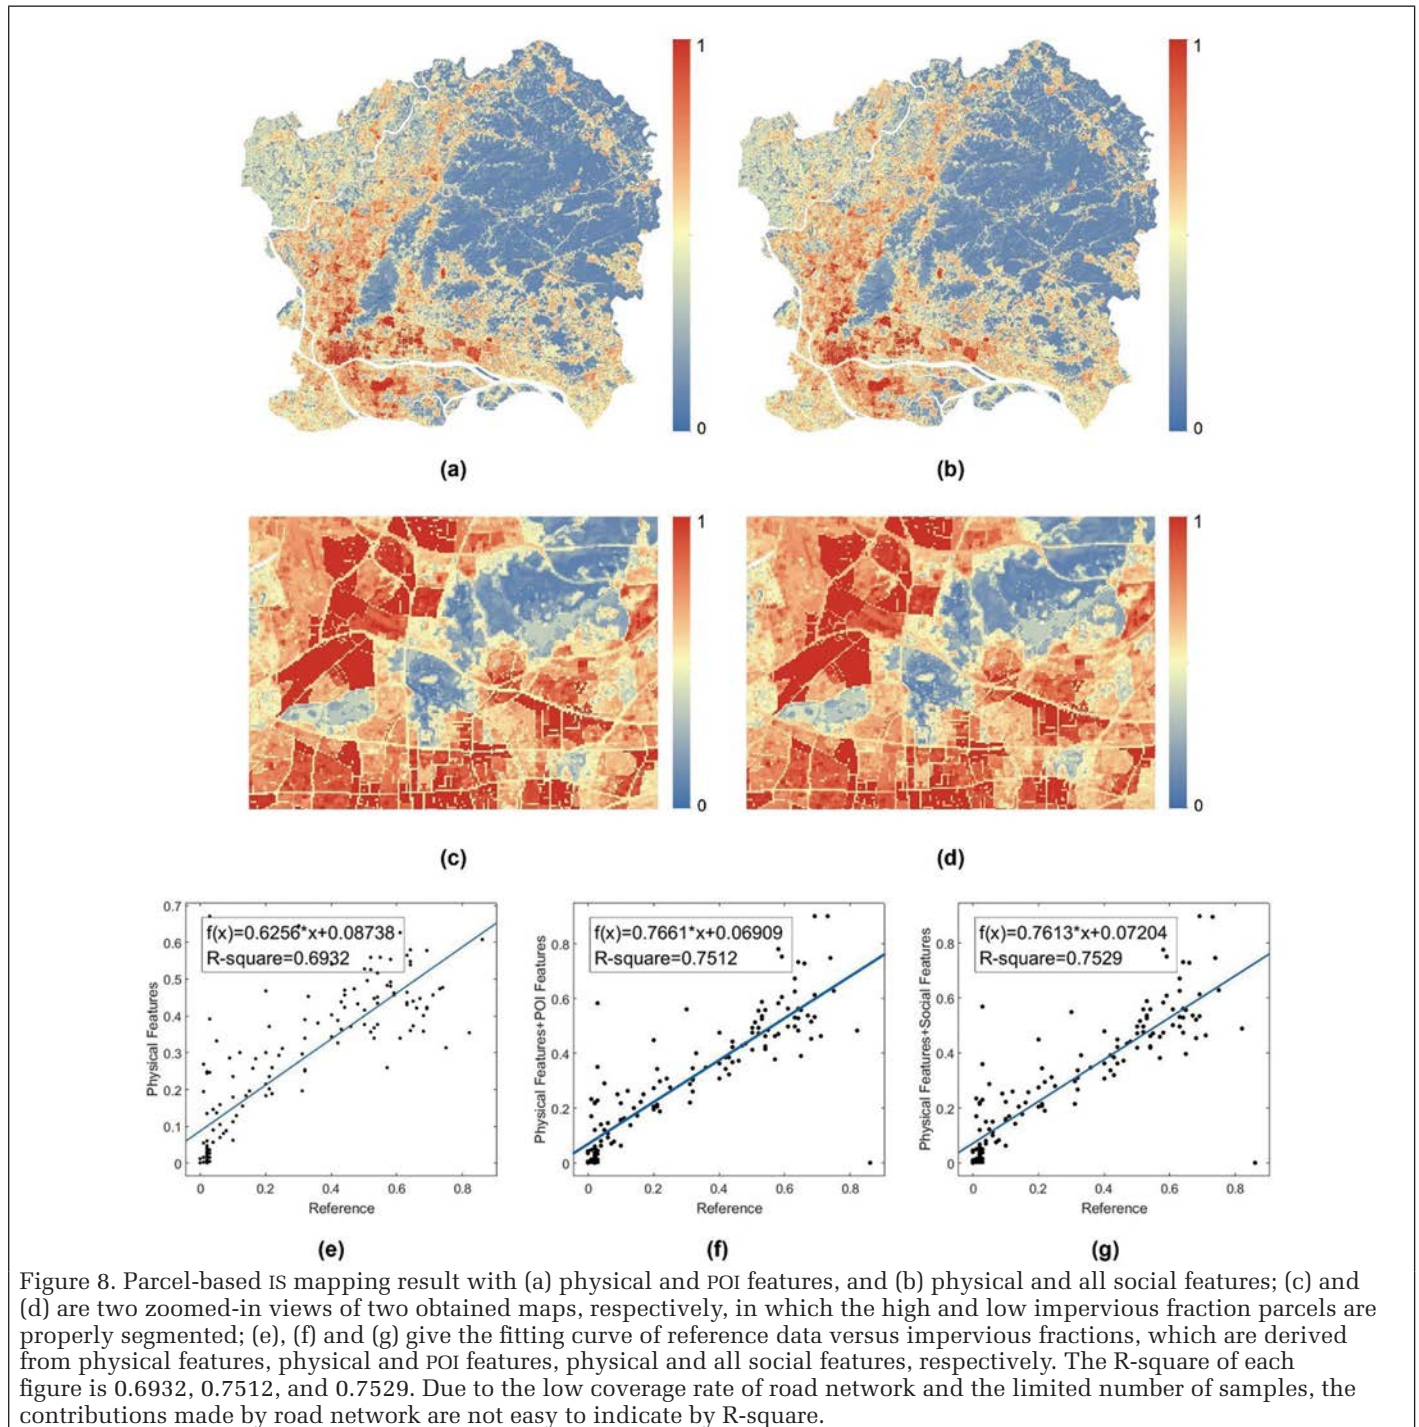 1
1
0
0
(a)
(b)
1
1
0
0
(c)
(d)
f(x)=0.6256*x+0.08738
R-square=0.6932
0.7
0.6
0.5
0.4
0.3
0.2
0.1
0
Physical Features
0
0.2
0.4
0.6
0.8
Reference
(e)
f(x)=0.7661*x+0.06909
R-square=0.7512
0.8
0.6
0.4
0.2
0
Physical Features+POI Features
0
0.2
0.4
0.6
0.8
Reference
(f)
f(x)=0.7613*x+0.07204
R-square=0.7529
0.8
0.6
0.4
0.2
0
Physical Features+Social Features
0
0.2
0.4
0.6
0.8
Reference
(g)
Figure 8. Parcel-based IS mapping result with (a) physical and POI features, and (b) physical and all social features; (c) and
(d) are two zoomed-in views of two obtained maps, respectively, in which the high and low impervious fraction parcels are
properly segmented; (e), (f) and (g) give the fitting curve of reference data versus impervious fractions, which are derived
from physical features, physical and POI features, physical and all social features, respectively. The R-square of each
figure is 0.6932, 0.7512, and 0.7529. Due to the low coverage rate of road network and the limited number of samples, the
contributions made by road network are not easy to indicate by R-square.